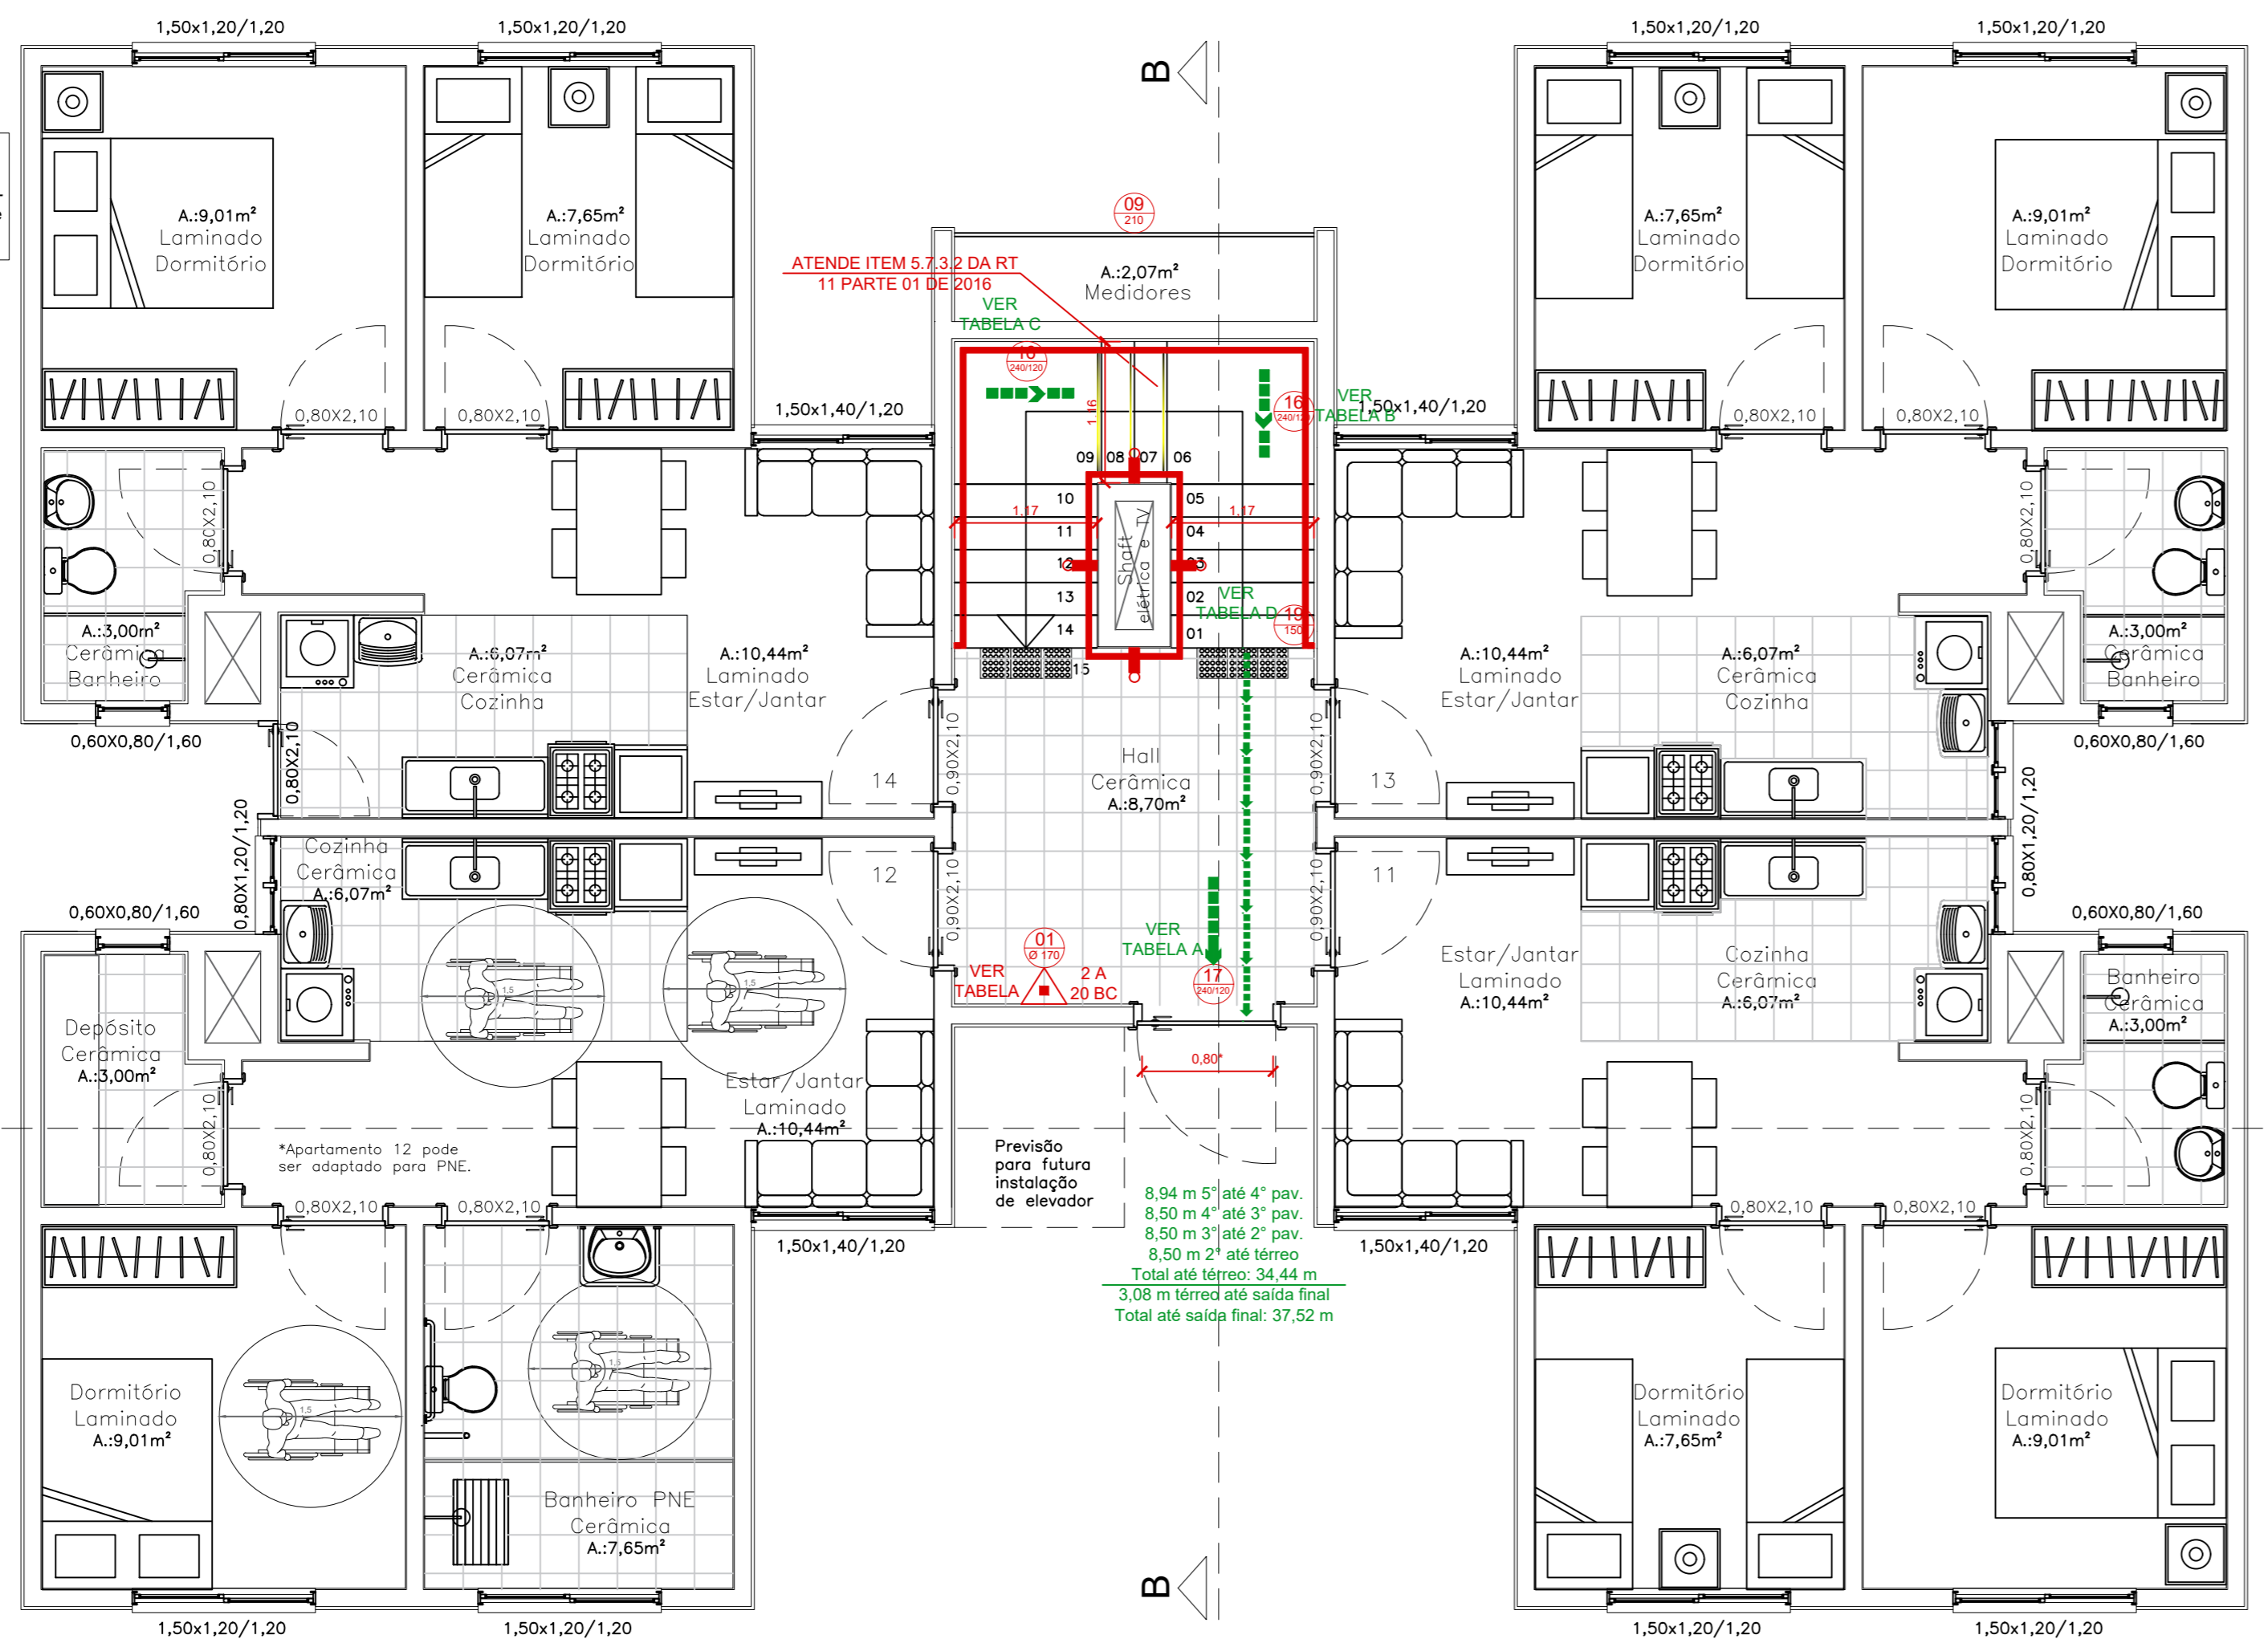 1,50x1,20/1,20
1,50x1,20/1,20
1,50x1,20/1,20
1,50x1,20/1,20
B
A.:9,01m²
Laminado
Dormitório
A.:7,65m²
Laminado
Dormitório
09
210
ATENDE ITEM 5.7.3.2 DA RT
11 PARTE 01 DE 2016
A.:2,07m²
Medidores
A.:7,65m²
Laminado
Dormitório
A.:9,01m²
Laminado
Dormitório
VER
TABELA C
16
240/120
16
240/120
VER
TABELA B
1,16
0,80X2,10
0,80X2,10
1,50x1,40/1,20
1,50x1,40/1,20
0,80X2,10
0,80X2,10
09 08 07 06
10 05
11 04
12 03
13 02
14 01
15
1,17
1,17
Shaft
elétrica e TV
VER
TABELA D
19
150
0,80X2,10
0,80X2,10
A.:3,00m²
Cerâmica
Banheiro
A.:6,07m²
Cerâmica
Cozinha
A.:10,44m²
Laminado
Estar/Jantar
A.:10,44m²
Laminado
Estar/Jantar
A.:6,07m²
Cerâmica
Cozinha
A.:3,00m²
Cerâmica
Banheiro
0,60X0,80/1,60
0,80X2,10
0,90X2,10
Hall
Cerâmica
A.:8,70m²
0,90X2,10
0,60X0,80/1,60
14
13
0,80X1,20/1,20
0,80X1,20/1,20
Cozinha
Cerâmica
A.:6,07m²
12
11
0,90X2,10
0,90X2,10
0,60X0,80/1,60
0,60X0,80/1,60
VER
TABELA A
01
Ø 170
VER
TABELA
2 A
20 BC
17
240/120
1,5
1,5
Estar/Jantar
Laminado
A.:10,44m²
Cozinha
Cerâmica
A.:6,07m²
Banheiro
Cerâmica
A.:3,00m²
Depósito
Cerâmica
A.:3,00m²
0,80*
Estar/Jantar
Laminado
A.:10,44m²
0,80X2,10
0,80X2,10
*Apartamento 12 pode
ser adaptado para PNE.
Previsão
para futura
instalação
de elevador
0,80X2,10
0,80X2,10
0,80X2,10
0,80X2,10
8,94 m 5° até 4° pav.
8,50 m 4° até 3° pav.
8,50 m 3° até 2° pav.
8,50 m 2° até térreo
Total até térreo: 34,44 m
3,08 m térreo até saída final
Total até saída final: 37,52 m
1,50x1,40/1,20
1,50x1,40/1,20
Dormitório
Laminado
A.:9,01m²
1,5
1,5
Banheiro PNE
Cerâmica
A.:7,65m²
Dormitório
Laminado
A.:7,65m²
Dormitório
Laminado
A.:9,01m²
B
1,50x1,20/1,20
1,50x1,20/1,20
1,50x1,20/1,20
1,50x1,20/1,20